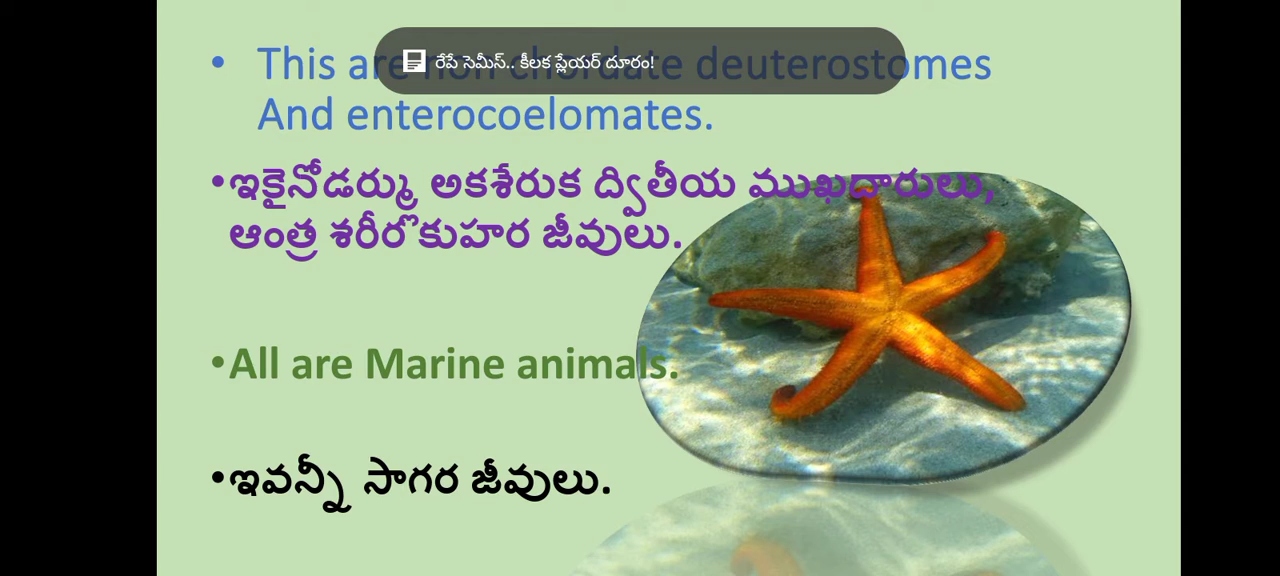 రేపే సెమీస్.. కీలక ప్లేయర్ దూరం!
• This are non chordate deuterostomes
And enterocoelomates.
•ఇకైనోడర్ము అకశేరుక ద్వితీయ ముఖదారులు,
ఆంత్ర శరీర కుహర జీవులు.
•All are Marine animals.
•ఇవన్నీ సాగర జీవులు.